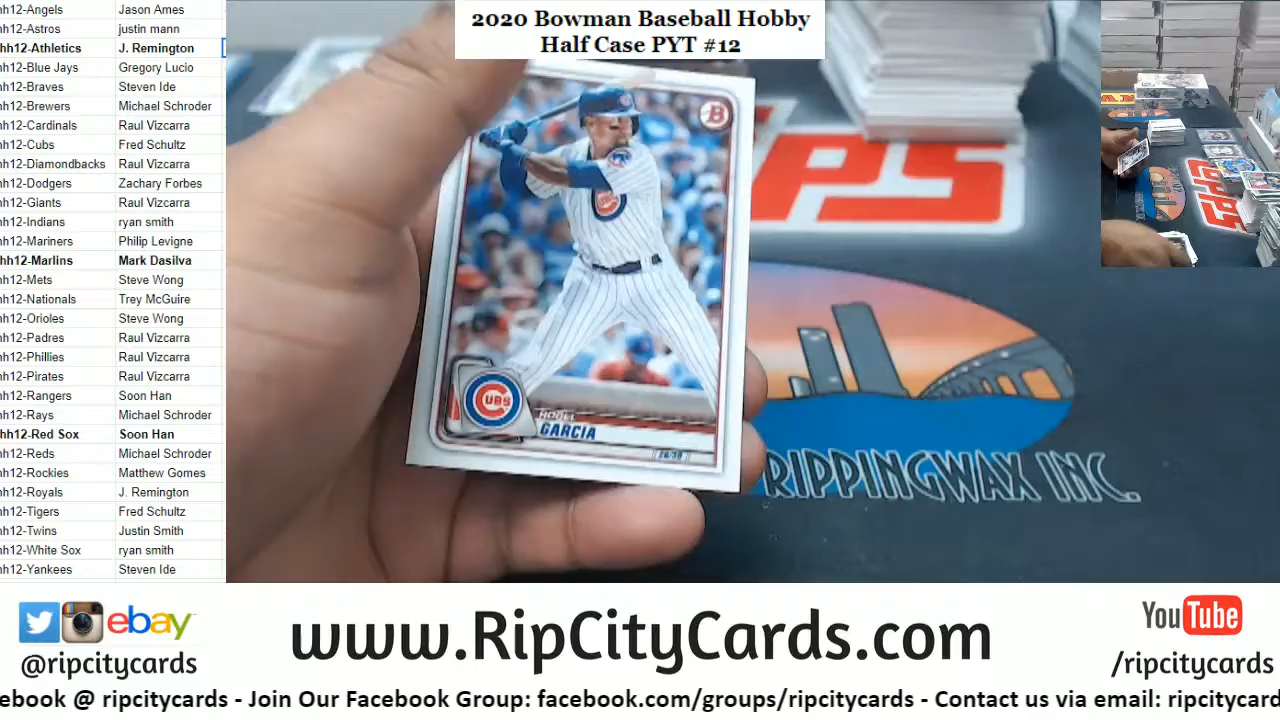 hh12-Angels Jason Ames
hh12-Astros justin mann
hh12-Athletics J. Remington
hh12-Blue Jays Gregory Lucio
hh12-Braves Steven Ide
hh12-Brewers Michael Schroder
hh12-Cardinals Raul Vizcarra
hh12-Cubs Fred Schultz
hh12-Diamondbacks Raul Vizcarra
hh12-Dodgers Zachary Forbes
hh12-Giants Raul Vizcarra
hh12-Indians ryan smith
hh12-Mariners Philip Levigne
hh12-Marlins Mark Dasilva
hh12-Mets Steve Wong
hh12-Nationals Trey McGuire
hh12-Orioles Steve Wong
hh12-Padres Raul Vizcarra
hh12-Phillies Raul Vizcarra
hh12-Pirates Raul Vizcarra
hh12-Rangers Soon Han
hh12-Rays Michael Schroder
hh12-Red Sox Soon Han
hh12-Reds Michael Schroder
hh12-Rockies Matthew Gomes
hh12-Royals J. Remington
hh12-Tigers Fred Schultz
hh12-Twins Justin Smith
hh12-White Sox ryan smith
hh12-Yankees Steven Ide
2020 Bowman Baseball Hobby
Half Case PYT #12
B
CUBS
GARCIA
PS
RIPPINGWAX INC.
TOPPS
ebay
@ripcitycards
www.RipCityCards.com
YouTube
/ripcitycards
ebook @ ripcitycards - Join Our Facebook Group: facebook.com/groups/ripcitycards - Contact us via email: ripcitycard